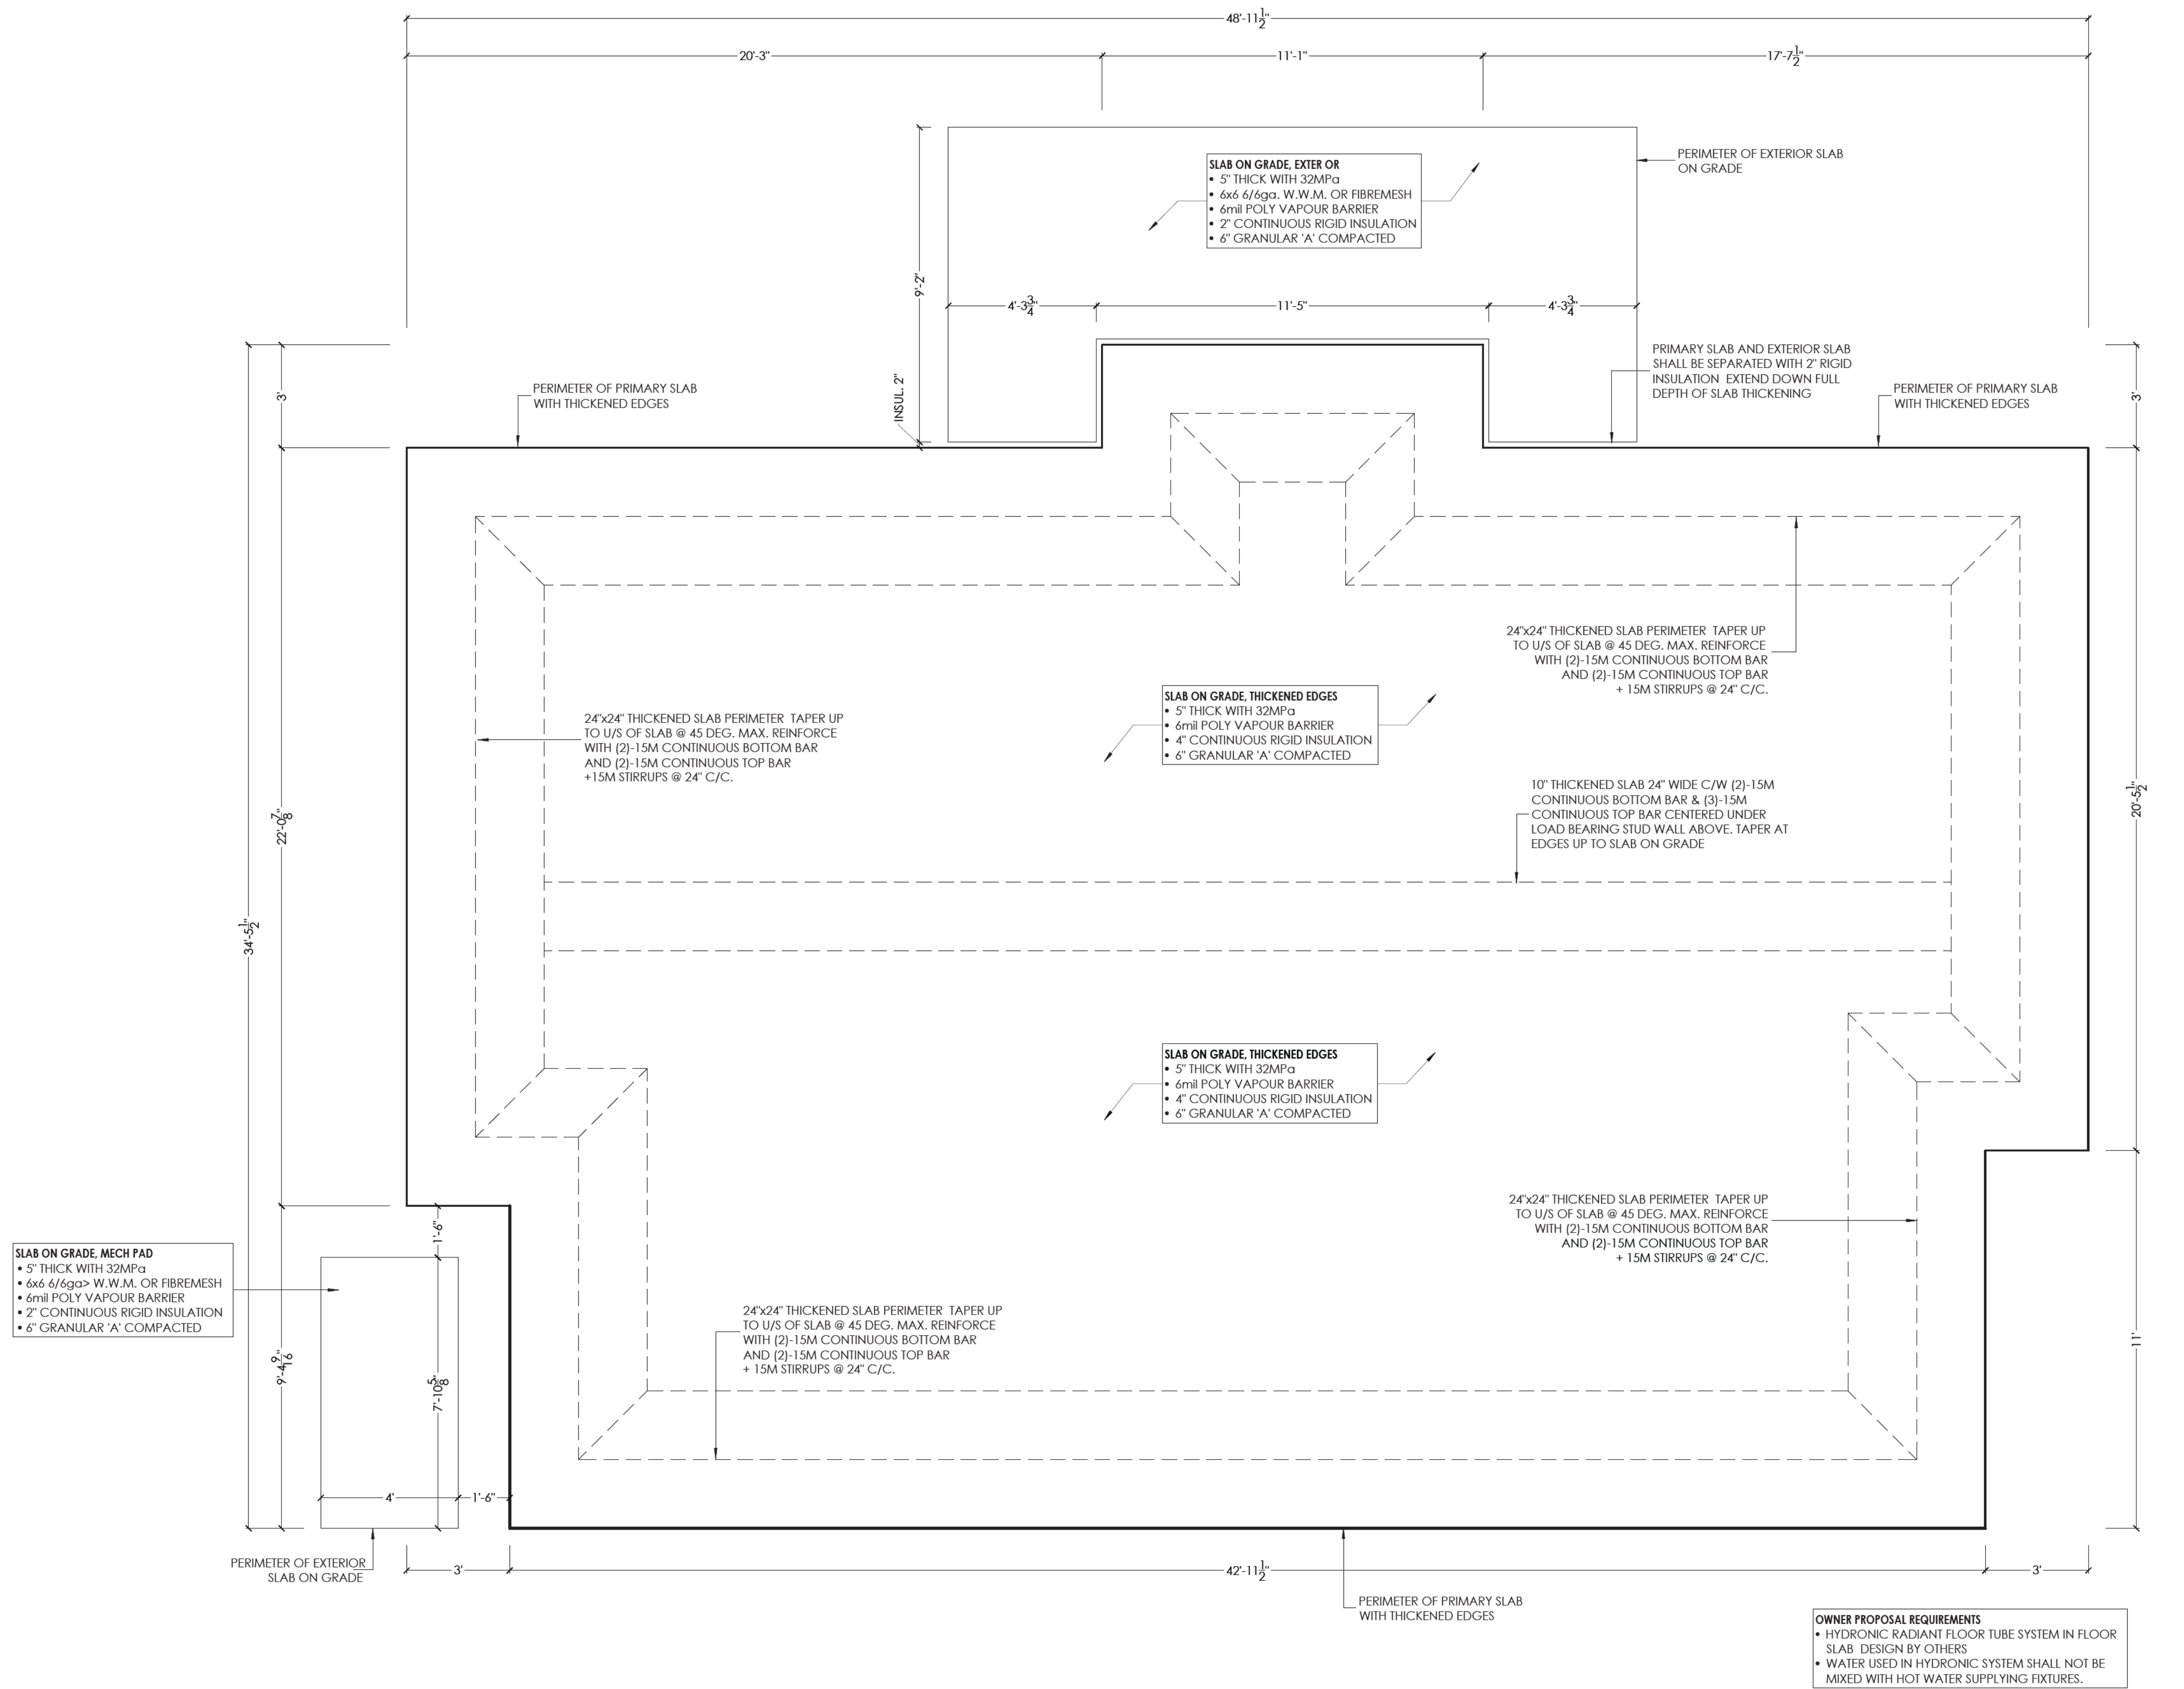 48'-11 1/2"
20'-3"
11'-1"
17'-7 1/2"
PERIMETER OF EXTERIOR SLAB
ON GRADE
SLAB ON GRADE, EXTER OR
• 5" THICK WITH 32MPa
• 6x6 6/6ga. W.W.M. OR FIBREMESH
• 6mil POLY VAPOUR BARRIER
• 2" CONTINUOUS RIGID INSULATION
• 6" GRANULAR 'A' COMPACTED
9'-2"
4'-3 3/4"
11'-5"
4'-3 3/4"
PRIMARY SLAB AND EXTERIOR SLAB
SHALL BE SEPARATED WITH 2" RIGID
INSULATION EXTEND DOWN FULL
DEPTH OF SLAB THICKENING
INSUL. 2"
PERIMETER OF PRIMARY SLAB
WITH THICKENED EDGES
PERIMETER OF PRIMARY SLAB
WITH THICKENED EDGES
3'
3'
24"x24" THICKENED SLAB PERIMETER TAPER UP
TO U/S OF SLAB @ 45 DEG. MAX. REINFORCE
WITH (2)-15M CONTINUOUS BOTTOM BAR
AND (2)-15M CONTINUOUS TOP BAR
+ 15M STIRRUPS @ 24" C/C.
SLAB ON GRADE, THICKENED EDGES
• 5" THICK WITH 32MPa
• 6mil POLY VAPOUR BARRIER
• 4" CONTINUOUS RIGID INSULATION
• 6" GRANULAR 'A' COMPACTED
24"x24" THICKENED SLAB PERIMETER TAPER UP
TO U/S OF SLAB @ 45 DEG. MAX. REINFORCE
WITH (2)-15M CONTINUOUS BOTTOM BAR
AND (2)-15M CONTINUOUS TOP BAR
+15M STIRRUPS @ 24" C/C.
10" THICKENED SLAB 24" WIDE C/W (2)-15M
CONTINUOUS BOTTOM BAR & (3)-15M
CONTINUOUS TOP BAR CENTERED UNDER
LOAD BEARING STUD WALL ABOVE. TAPER AT
EDGES UP TO SLAB ON GRADE
22'-0 7/8"
20'-5 1/2"
34'-5 1/2"
SLAB ON GRADE, THICKENED EDGES
• 5" THICK WITH 32MPa
• 6mil POLY VAPOUR BARRIER
• 4" CONTINUOUS RIGID INSULATION
• 6" GRANULAR 'A' COMPACTED
24"x24" THICKENED SLAB PERIMETER TAPER UP
TO U/S OF SLAB @ 45 DEG. MAX. REINFORCE
WITH (2)-15M CONTINUOUS BOTTOM BAR
AND (2)-15M CONTINUOUS TOP BAR
+ 15M STIRRUPS @ 24" C/C.
1'-6"
SLAB ON GRADE, MECH PAD
• 5" THICK WITH 32MPa
• 6x6 6/6ga> W.W.M. OR FIBREMESH
• 6mil POLY VAPOUR BARRIER
• 2" CONTINUOUS RIGID INSULATION
• 6" GRANULAR 'A' COMPACTED
24"x24" THICKENED SLAB PERIMETER TAPER UP
TO U/S OF SLAB @ 45 DEG. MAX. REINFORCE
WITH (2)-15M CONTINUOUS BOTTOM BAR
AND (2)-15M CONTINUOUS TOP BAR
+ 15M STIRRUPS @ 24" C/C.
9'-4 9/16"
7'-10 5/8"
11'
4'
1'-6"
PERIMETER OF EXTERIOR
SLAB ON GRADE
3'
42'-11 1/2"
3'
PERIMETER OF PRIMARY SLAB
WITH THICKENED EDGES
OWNER PROPOSAL REQUIREMENTS
• HYDRONIC RADIANT FLOOR TUBE SYSTEM IN FLOOR
SLAB DESIGN BY OTHERS
• WATER USED IN HYDRONIC SYSTEM SHALL NOT BE
MIXED WITH HOT WATER SUPPLYING FIXTURES.